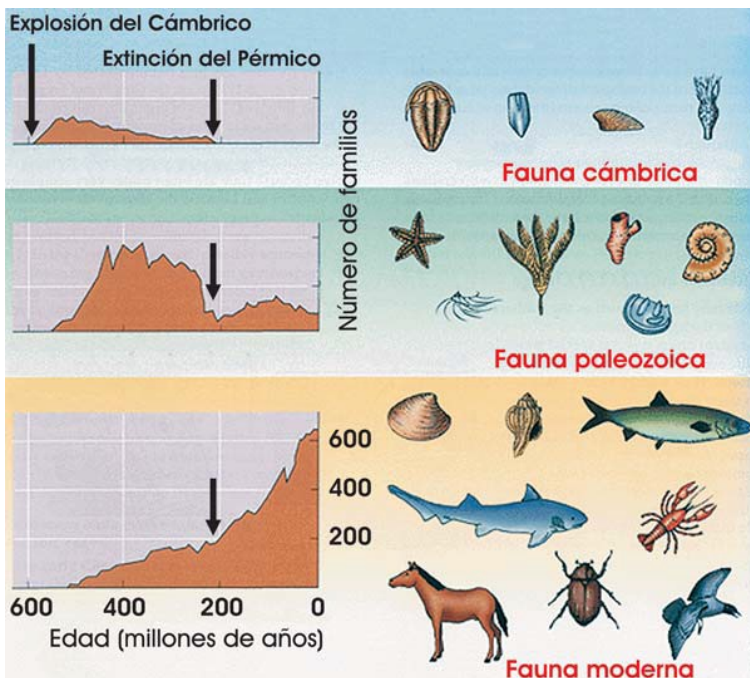 Explosión del Cámbrico
Extinción del Pérmico
Número de familias
Fauna cámbrica
Fauna paleozoica
600
400
200
600 400 200 0
Edad (millones de años)
Fauna moderna